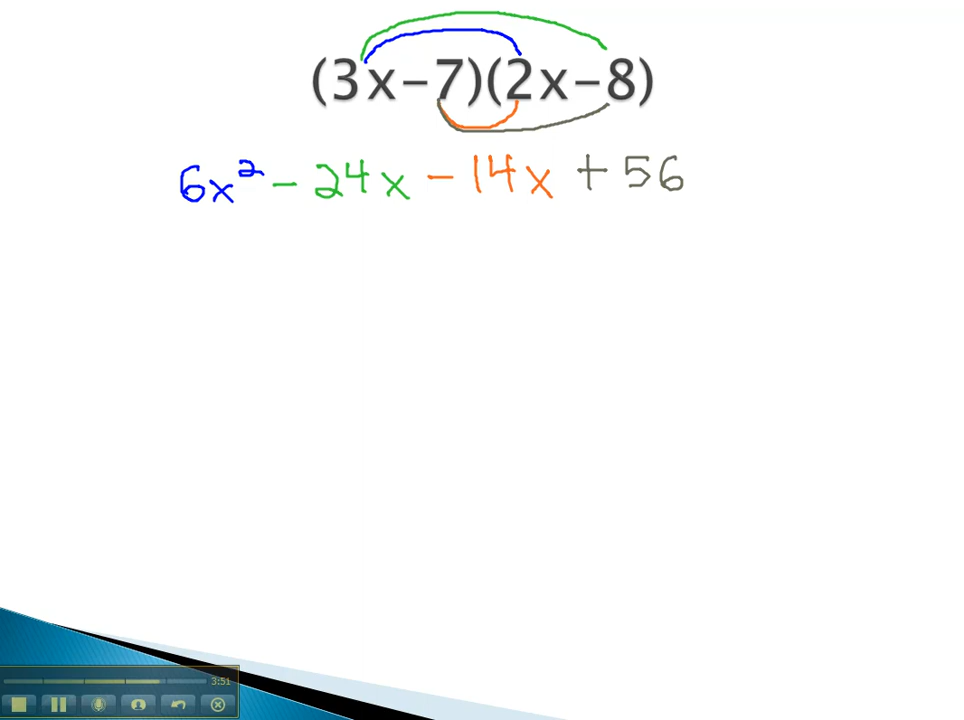 (3x−7)(2x−8)
6x² − 24x − 14x + 56
3:51